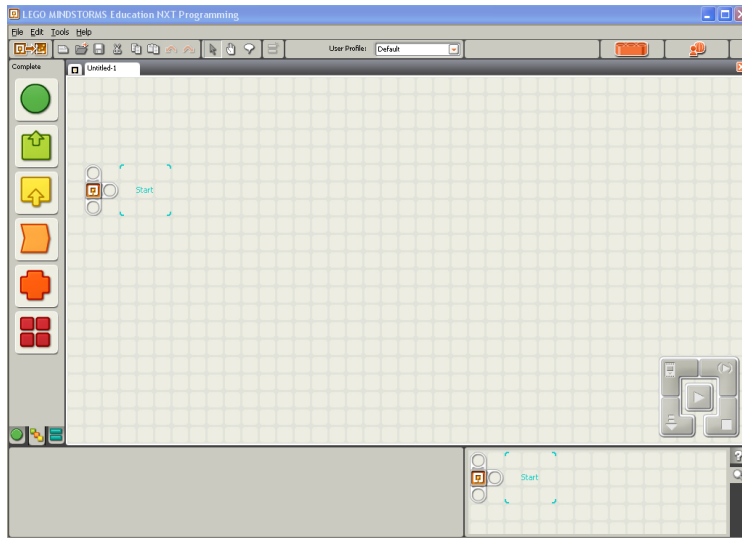 LEGO MINDSTORMS Education NXT Programming
File Edit Tools Help
User Profile: Default
Complete
Untitled-1
Start
Start
?